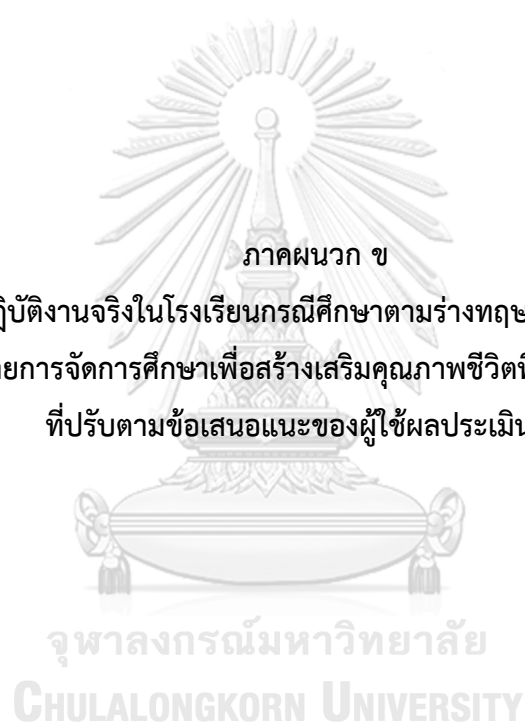 ภาคผนวก ข
ฏิบัติงานจริงในโรงเรียนกรณีศึกษาตามร่างทฤษ
ยการจัดการศึกษาเพื่อสร้างเสริมคุณภาพชีวิตที่
ที่ปรับตามข้อเสนอแนะของผู้ใช้ผลประเมิน
จุฬาลงกรณ์มหาวิทยาลัย
CHULALONGKORN UNIVERSITY